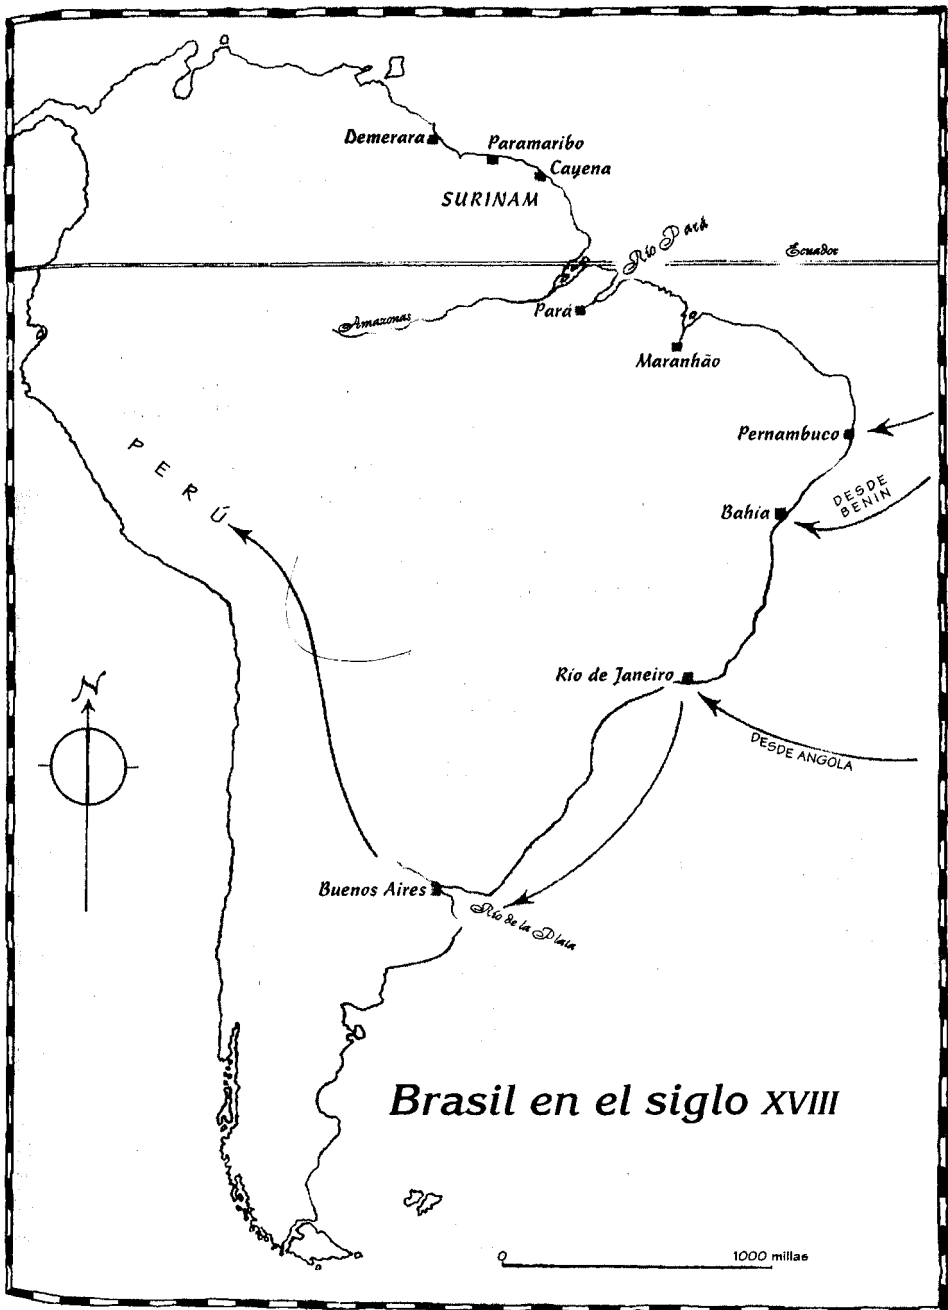 Demerara
Paramaribo
Cayena
SURINAM
Río Pará
Ecuador
Amazonas
Pará
Maranhão
PERÚ
Pernambuco
DESDE
BENIN
Bahía
Río de Janeiro
N
DESDE ANGOLA
Buenos Aires
Río de la Plata
Brasil en el siglo XVIII
0 1000 millas